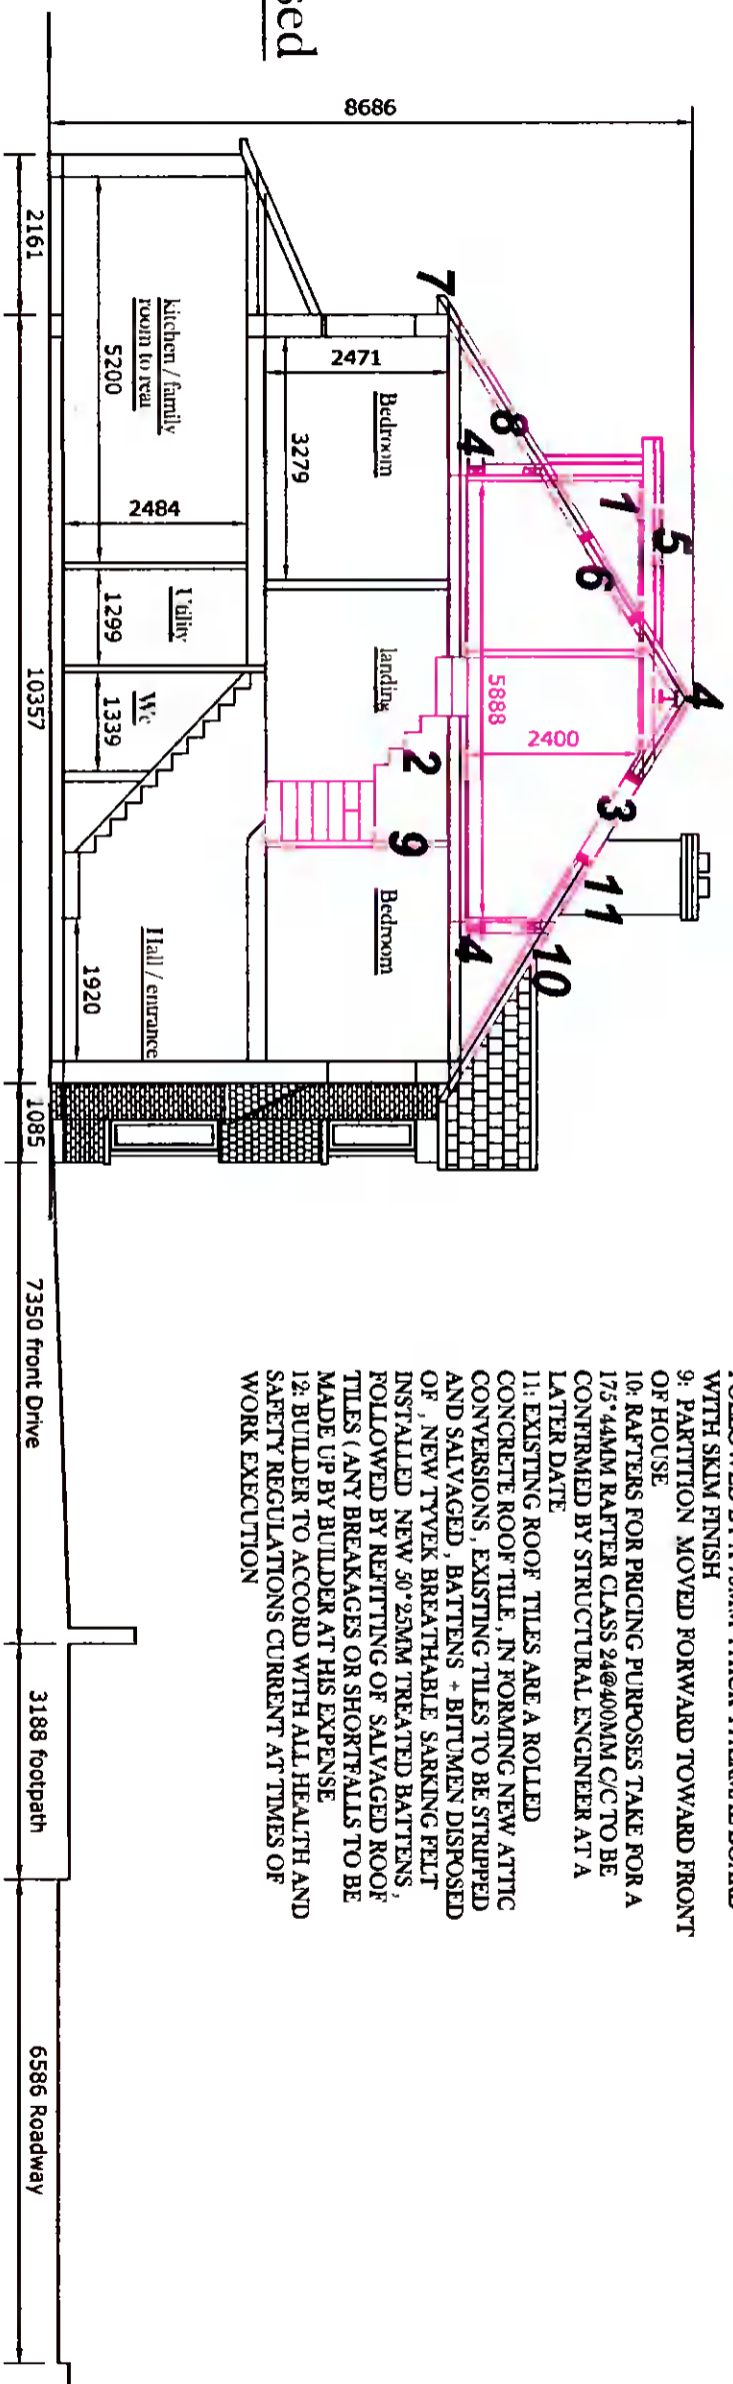 sed
8686
2161
10357
1085
7350 front Drive
3188 footpath
6586 Roadway
kitchen / family
room to rear
5200
2484
Utility
1299
Wc
1339
Hall / entrance
1920
Bedroom
2471
3279
landing
Bedroom
5888
2400
7
8
4
1
5
6
4
3
2
9
11
10
4
WITH SKIM FINISH
9: PARTITION MOVED FORWARD TOWARD FRONT
OF HOUSE
10: RAFTERS FOR PRICING PURPOSES TAKE FOR A
175*44MM RAFTER CLASS 24@400MM C/C TO BE
CONFIRMED BY STRUCTURAL ENGINEER AT A
LATER DATE
11: EXISTING ROOF TILES ARE A ROLLED
CONCRETE ROOF TILE , IN FORMING NEW ATTIC
CONVERSIONS , EXISTING TILES TO BE STRIPPED
AND SALVAGED , BATTENS + BITUMEN DISPOSED
OF , NEW TYVEK BREATHABLE SARKING FELT
INSTALLED NEW 50*25MM TREATED BATTENS ,
FOLLOWED BY REFITTING OF SALVAGED ROOF
TILES ( ANY BREAKAGES OR SHORTFALLS TO BE
MADE UP BY BUILDER AT HIS EXPENSE
12: BUILDER TO ACCORD WITH ALL HEALTH AND
SAFETY REGULATIONS CURRENT AT TIMES OF
WORK EXECUTION